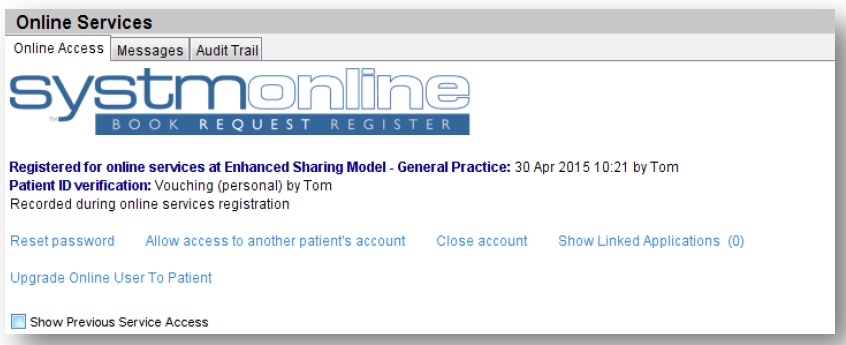 Online Services
Online Access Messages Audit Trail
systmonline
TM
BOOK REQUEST REGISTER
Registered for online services at Enhanced Sharing Model - General Practice: 30 Apr 2015 10:21 by Tom
Patient ID verification: Vouching (personal) by Tom
Recorded during online services registration
Reset password Allow access to another patient's account Close account Show Linked Applications (0)
Upgrade Online User To Patient
Show Previous Service Access